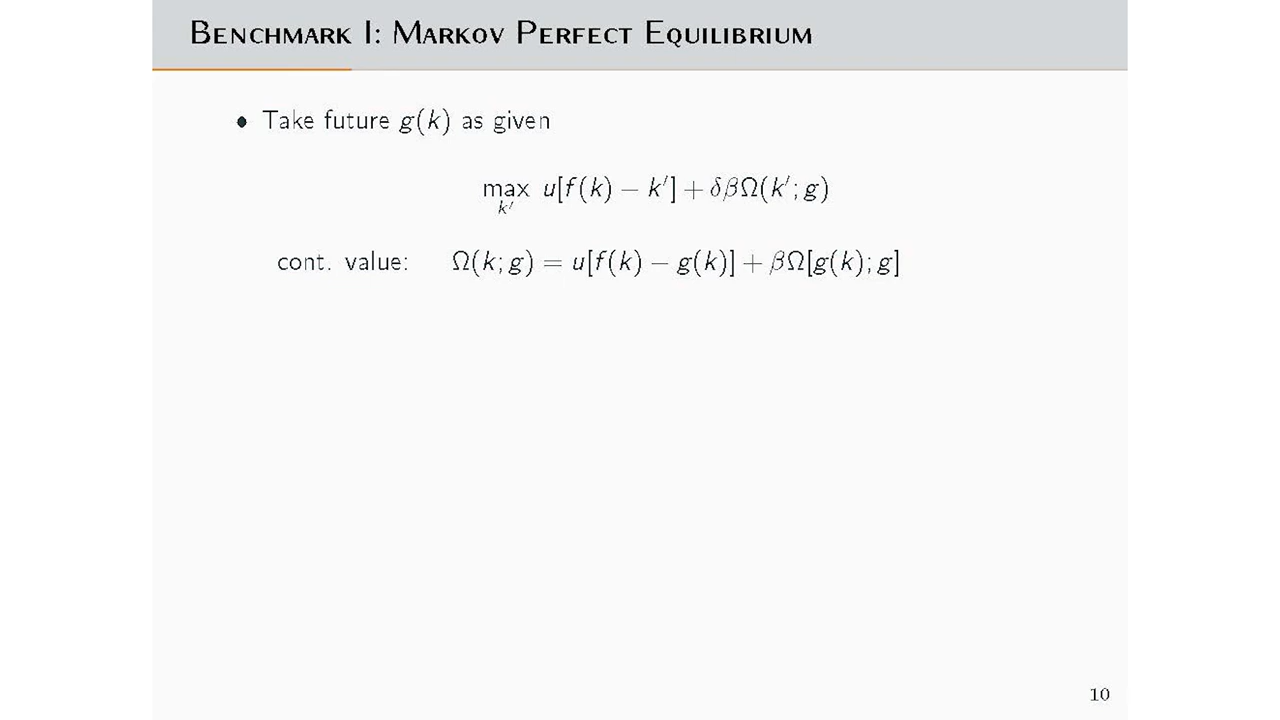 Benchmark I: Markov Perfect Equilibrium
• Take future g(k) as given
max u[f(k) − k′] + δβΩ(k′; g)
k′
cont. value: Ω(k; g) = u[f(k) − g(k)] + βΩ[g(k); g]
10